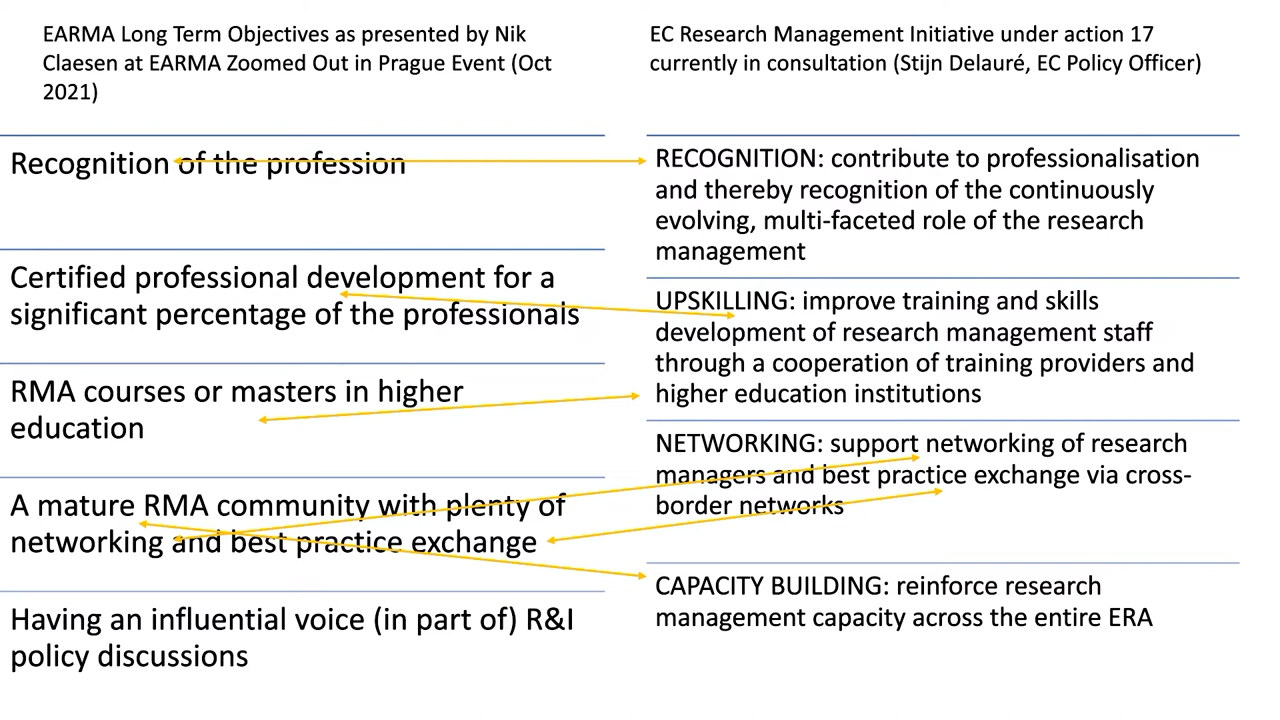 EARMA Long Term Objectives as presented by Nik
Claesen at EARMA Zoomed Out in Prague Event (Oct
2021)
Recognition of the profession
Certified professional development for a
significant percentage of the professionals
RMA courses or masters in higher
education
A mature RMA community with plenty of
networking and best practice exchange
Having an influential voice (in part of) R&I
policy discussions
EC Research Management Initiative under action 17
currently in consultation (Stijn Delauré, EC Policy Officer)
RECOGNITION: contribute to professionalisation
and thereby recognition of the continuously
evolving, multi-faceted role of the research
management
UPSKILLING: improve training and skills
development of research management staff
through a cooperation of training providers and
higher education institutions
NETWORKING: support networking of research
managers and best practice exchange via cross-
border networks
CAPACITY BUILDING: reinforce research
management capacity across the entire ERA